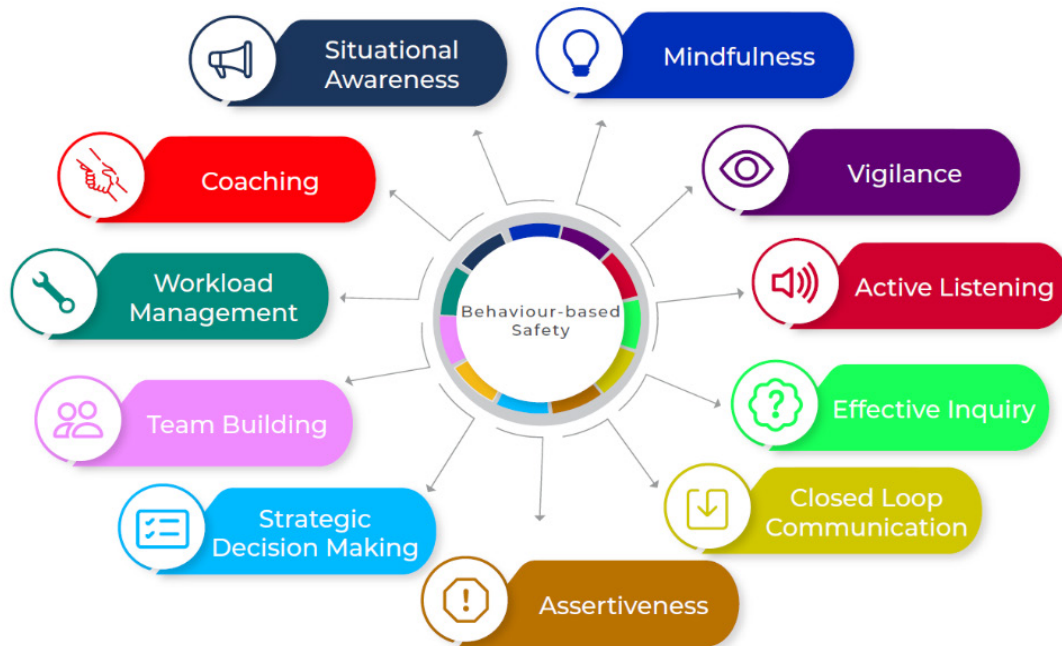 Situational
Awareness
Mindfulness
Coaching
Vigilance
Workload
Management
Behaviour-based
Safety
Active Listening
Team Building
Effective Inquiry
Strategic
Decision Making
Closed Loop
Communication
Assertiveness